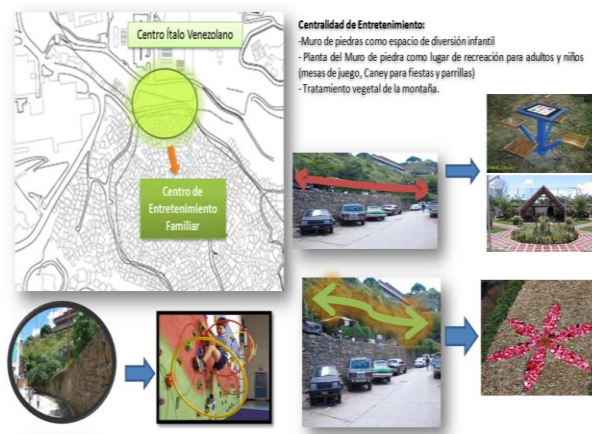 Centro Ítalo Venezolano
Centro de
Entretenimiento
Familiar
Centralidad de Entretenimiento:
-Muro de piedras como espacio de diversión infantil
- Planta del Muro de piedra como lugar de recreación para adultos y niños
(mesas de juego, Caney para fiestas y parrillas)
- Tratamiento vegetal de la montaña.